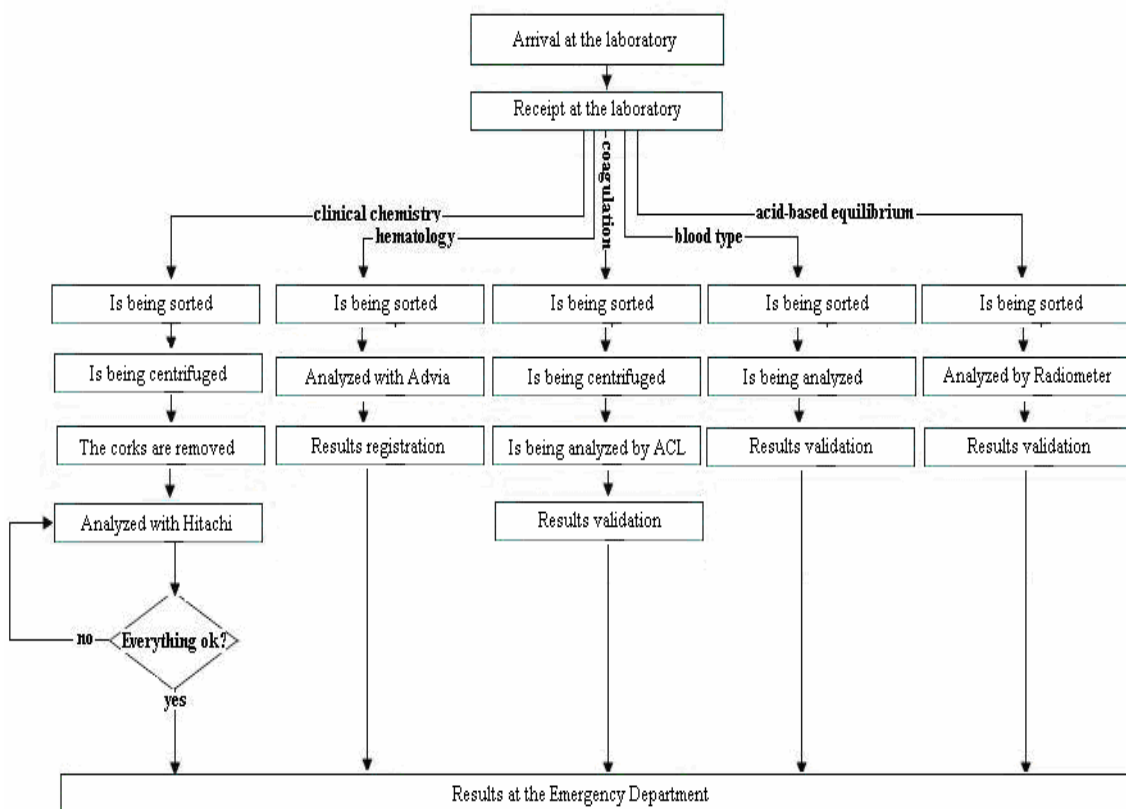 Arrival at the laboratory
Receipt at the laboratory
coagulation
clinical chemistry
acid-based equilibrium
hematology
blood type
Is being sorted
Is being sorted
Is being sorted
Is being sorted
Is being sorted
Is being centrifuged
Analyzed with Advia
Is being centrifuged
Is being analyzed
Analyzed by Radiometer
The corks are removed
Results registration
Is being analyzed by ACL
Results validation
Results validation
Analyzed with Hitachi
Results validation
no
Everything ok?
yes
Results at the Emergency Department